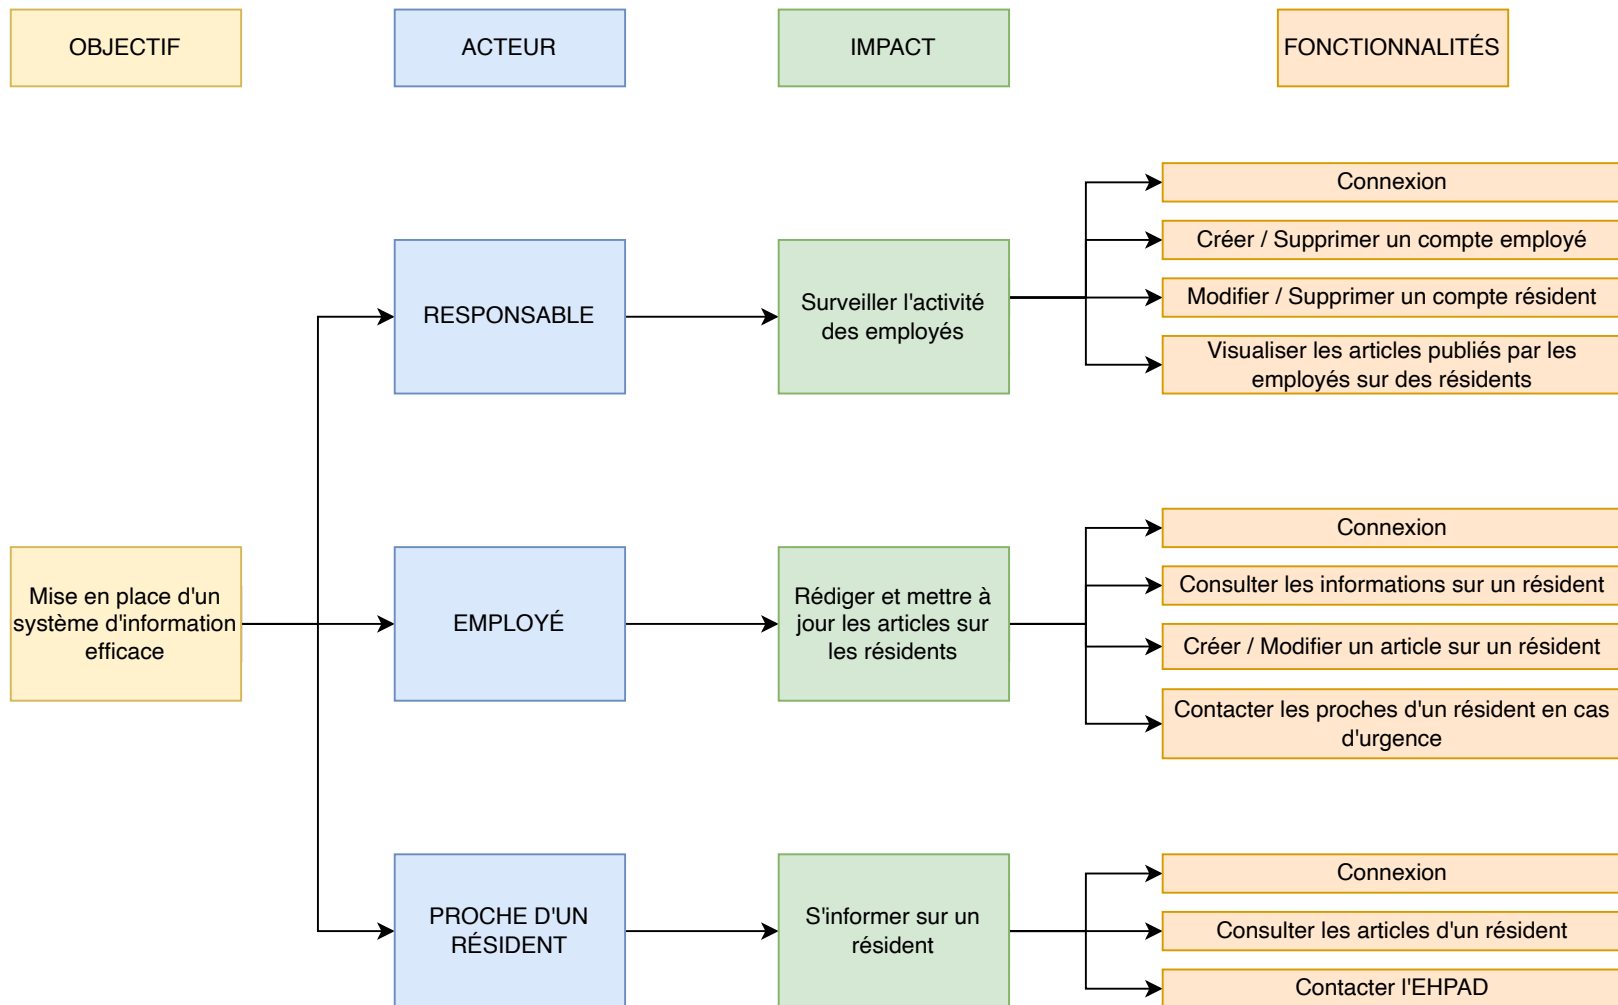 OBJECTIF
ACTEUR
IMPACT
FONCTIONNALITÉS
Mise en place d'un
système d'information
efficace
RESPONSABLE
Surveiller l'activité
des employés
Connexion
Créer / Supprimer un compte employé
Modifier / Supprimer un compte résident
Visualiser les articles publiés par les
employés sur des résidents
EMPLOYÉ
Rédiger et mettre à
jour les articles sur
les résidents
Connexion
Consulter les informations sur un résident
Créer / Modifier un article sur un résident
Contacter les proches d'un résident en cas
d'urgence
PROCHE D'UN
RÉSIDENT
S'informer sur un
résident
Connexion
Consulter les articles d'un résident
Contacter l'EHPAD